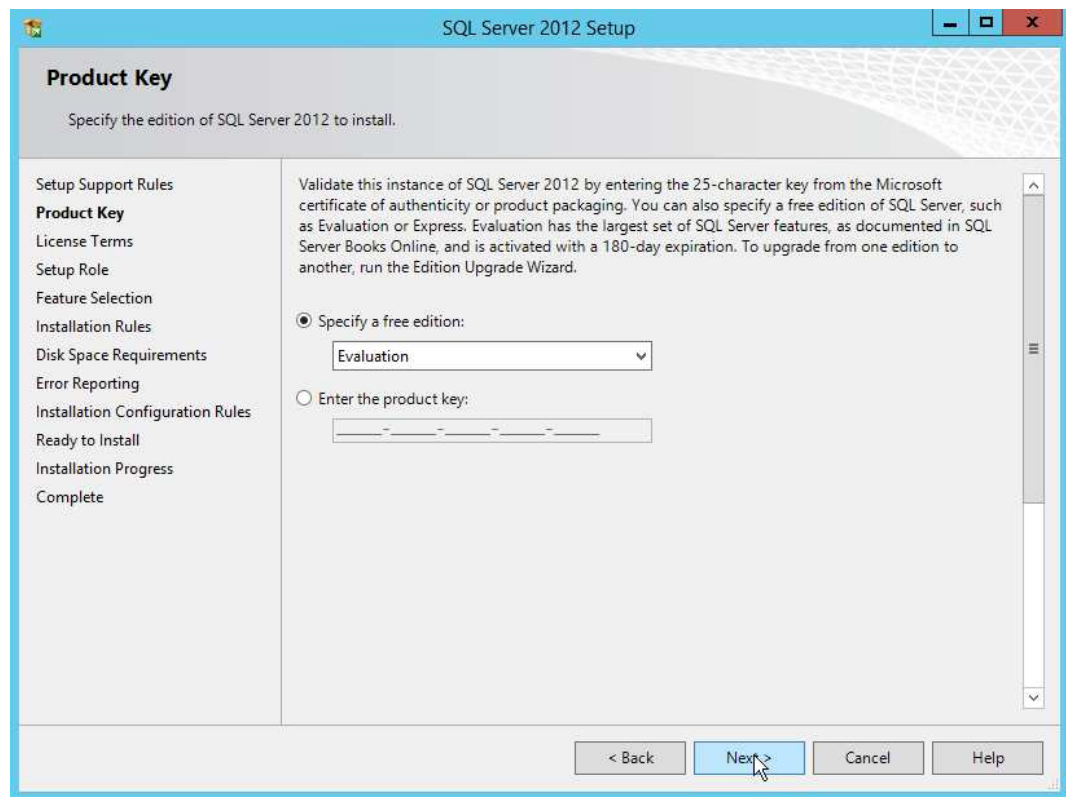 SQL Server 2012 Setup
Product Key
Specify the edition of SQL Server 2012 to install.
Setup Support Rules
Product Key
License Terms
Setup Role
Feature Selection
Installation Rules
Disk Space Requirements
Error Reporting
Installation Configuration Rules
Ready to Install
Installation Progress
Complete
Validate this instance of SQL Server 2012 by entering the 25-character key from the Microsoft
certificate of authenticity or product packaging. You can also specify a free edition of SQL Server, such
as Evaluation or Express. Evaluation has the largest set of SQL Server features, as documented in SQL
Server Books Online, and is activated with a 180-day expiration. To upgrade from one edition to
another, run the Edition Upgrade Wizard.
Specify a free edition:
Evaluation
Enter the product key:
_____-_____-_____-_____-_____
< Back
Next >
Cancel
Help